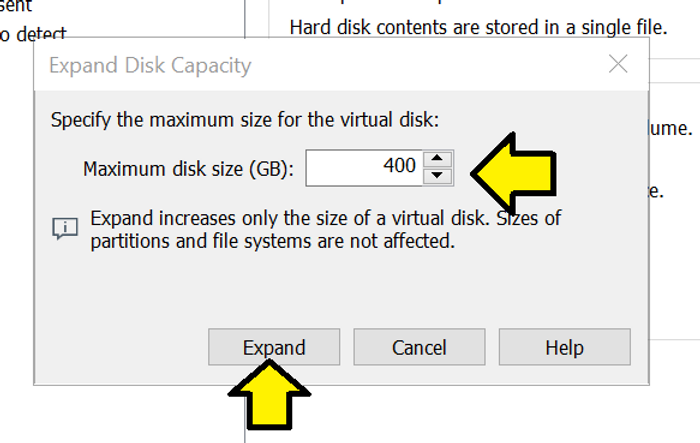 sent
Hard disk contents are stored in a single file.
o detect
Expand Disk Capacity
Specify the maximum size for the virtual disk:
lume.
Maximum disk size (GB): 400
e.
Expand increases only the size of a virtual disk. Sizes of
partitions and file systems are not affected.
Expand Cancel Help